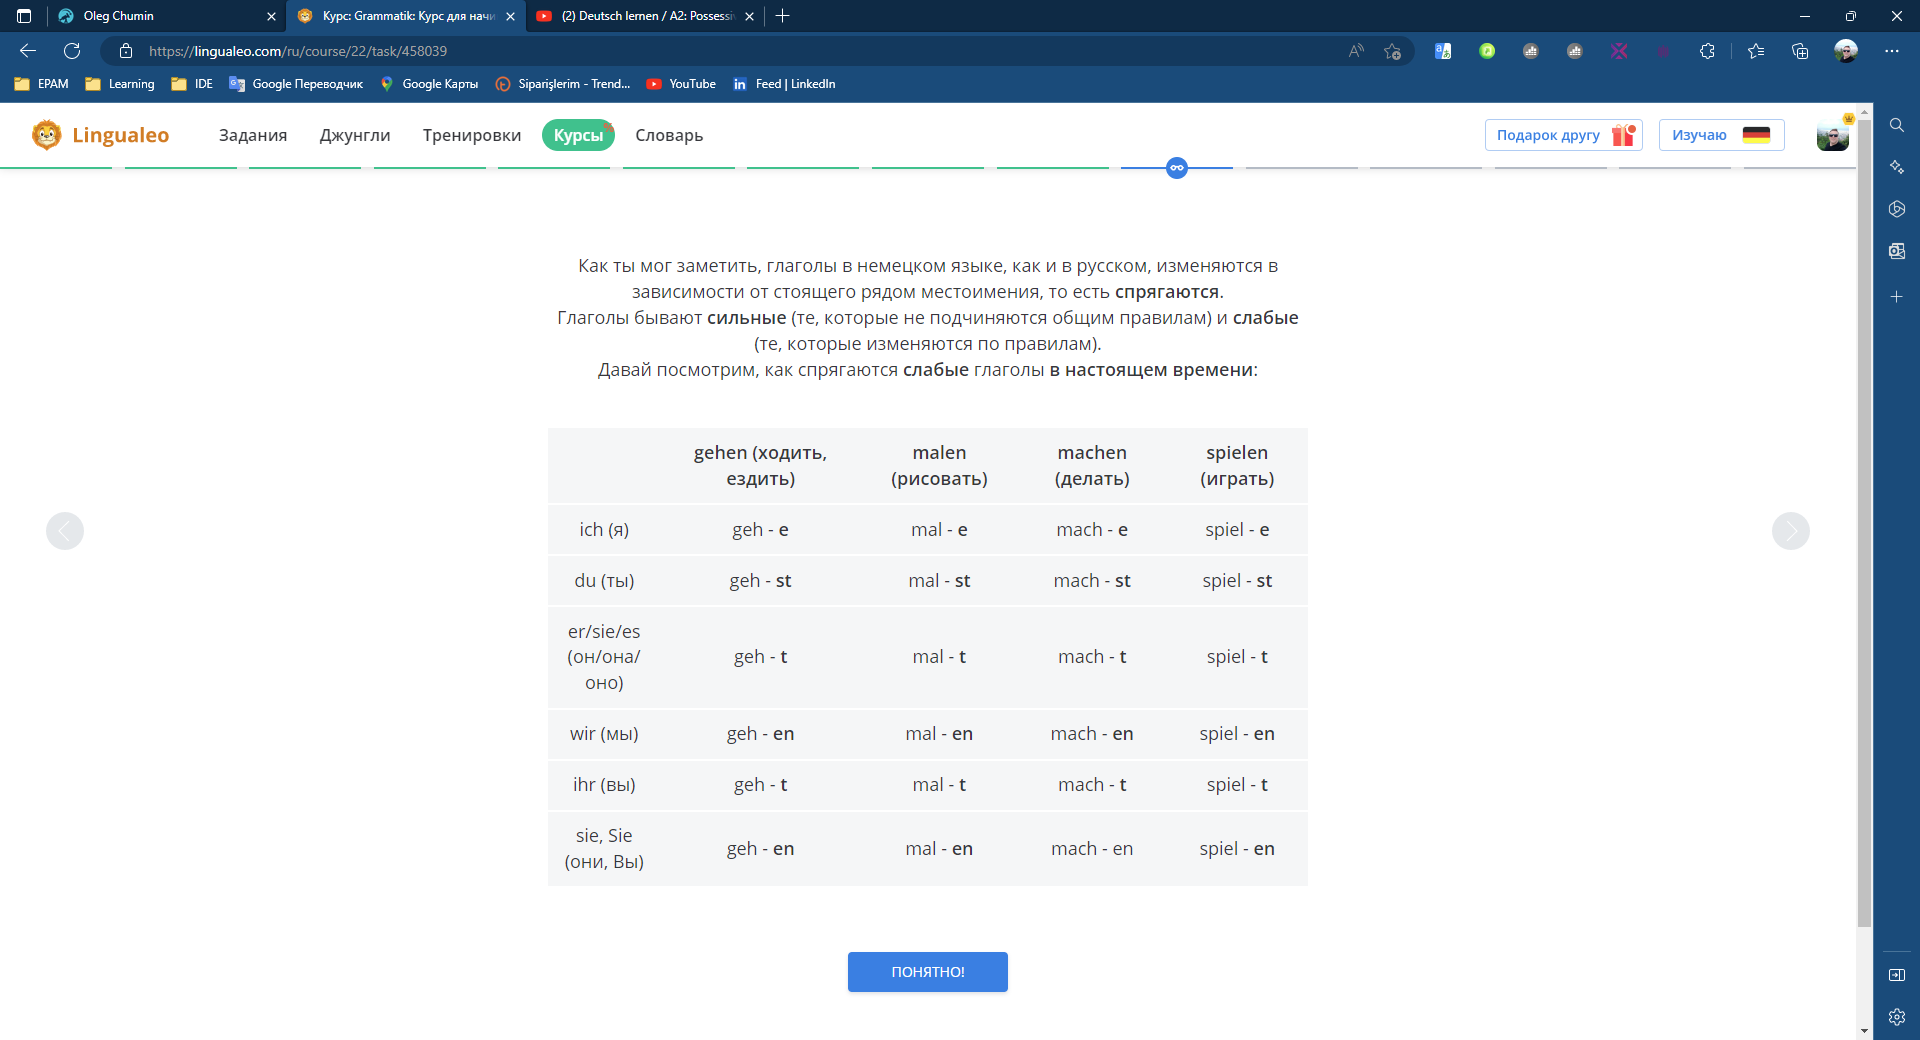 Oleg Chumin
Курс: Grammatik: Курс для начи
(2) Deutsch lernen / A2: Possessi
https://lingualeo.com/ru/course/22/task/458039
EPAM
Learning
IDE
Google Переводчик
Google Карты
Siparişlerim - Trend...
YouTube
Feed | LinkedIn
Lingualeo
Задания
Джунгли
Тренировки
Курсы
Словарь
Подарок другу
Изучаю
Как ты мог заметить, глаголы в немецком языке, как и в русском, изменяются в
зависимости от стоящего рядом местоимения, то есть спрягаются.
Глаголы бывают сильные (те, которые не подчиняются общим правилам) и слабые
(те, которые изменяются по правилам).
Давай посмотрим, как спрягаются слабые глаголы в настоящем времени:
gehen (ходить, ездить) malen (рисовать) machen (делать) spielen (играть)
ich (я) geh - e mal - e mach - e spiel - e
du (ты) geh - st mal - st mach - st spiel - st
er/sie/es (он/она/оно) geh - t mal - t mach - t spiel - t
wir (мы) geh - en mal - en mach - en spiel - en
ihr (вы) geh - t mal - t mach - t spiel - t
sie, Sie (они, Вы) geh - en mal - en mach - en spiel - en
ПОНЯТНО!